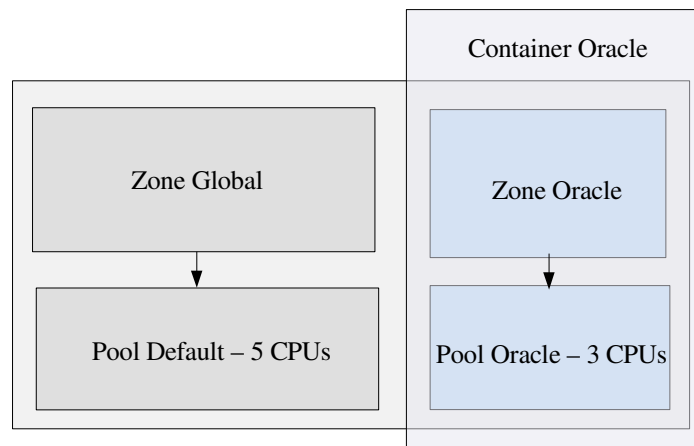 Container Oracle
Zone Global
Zone Oracle
Pool Default – 5 CPUs
Pool Oracle – 3 CPUs